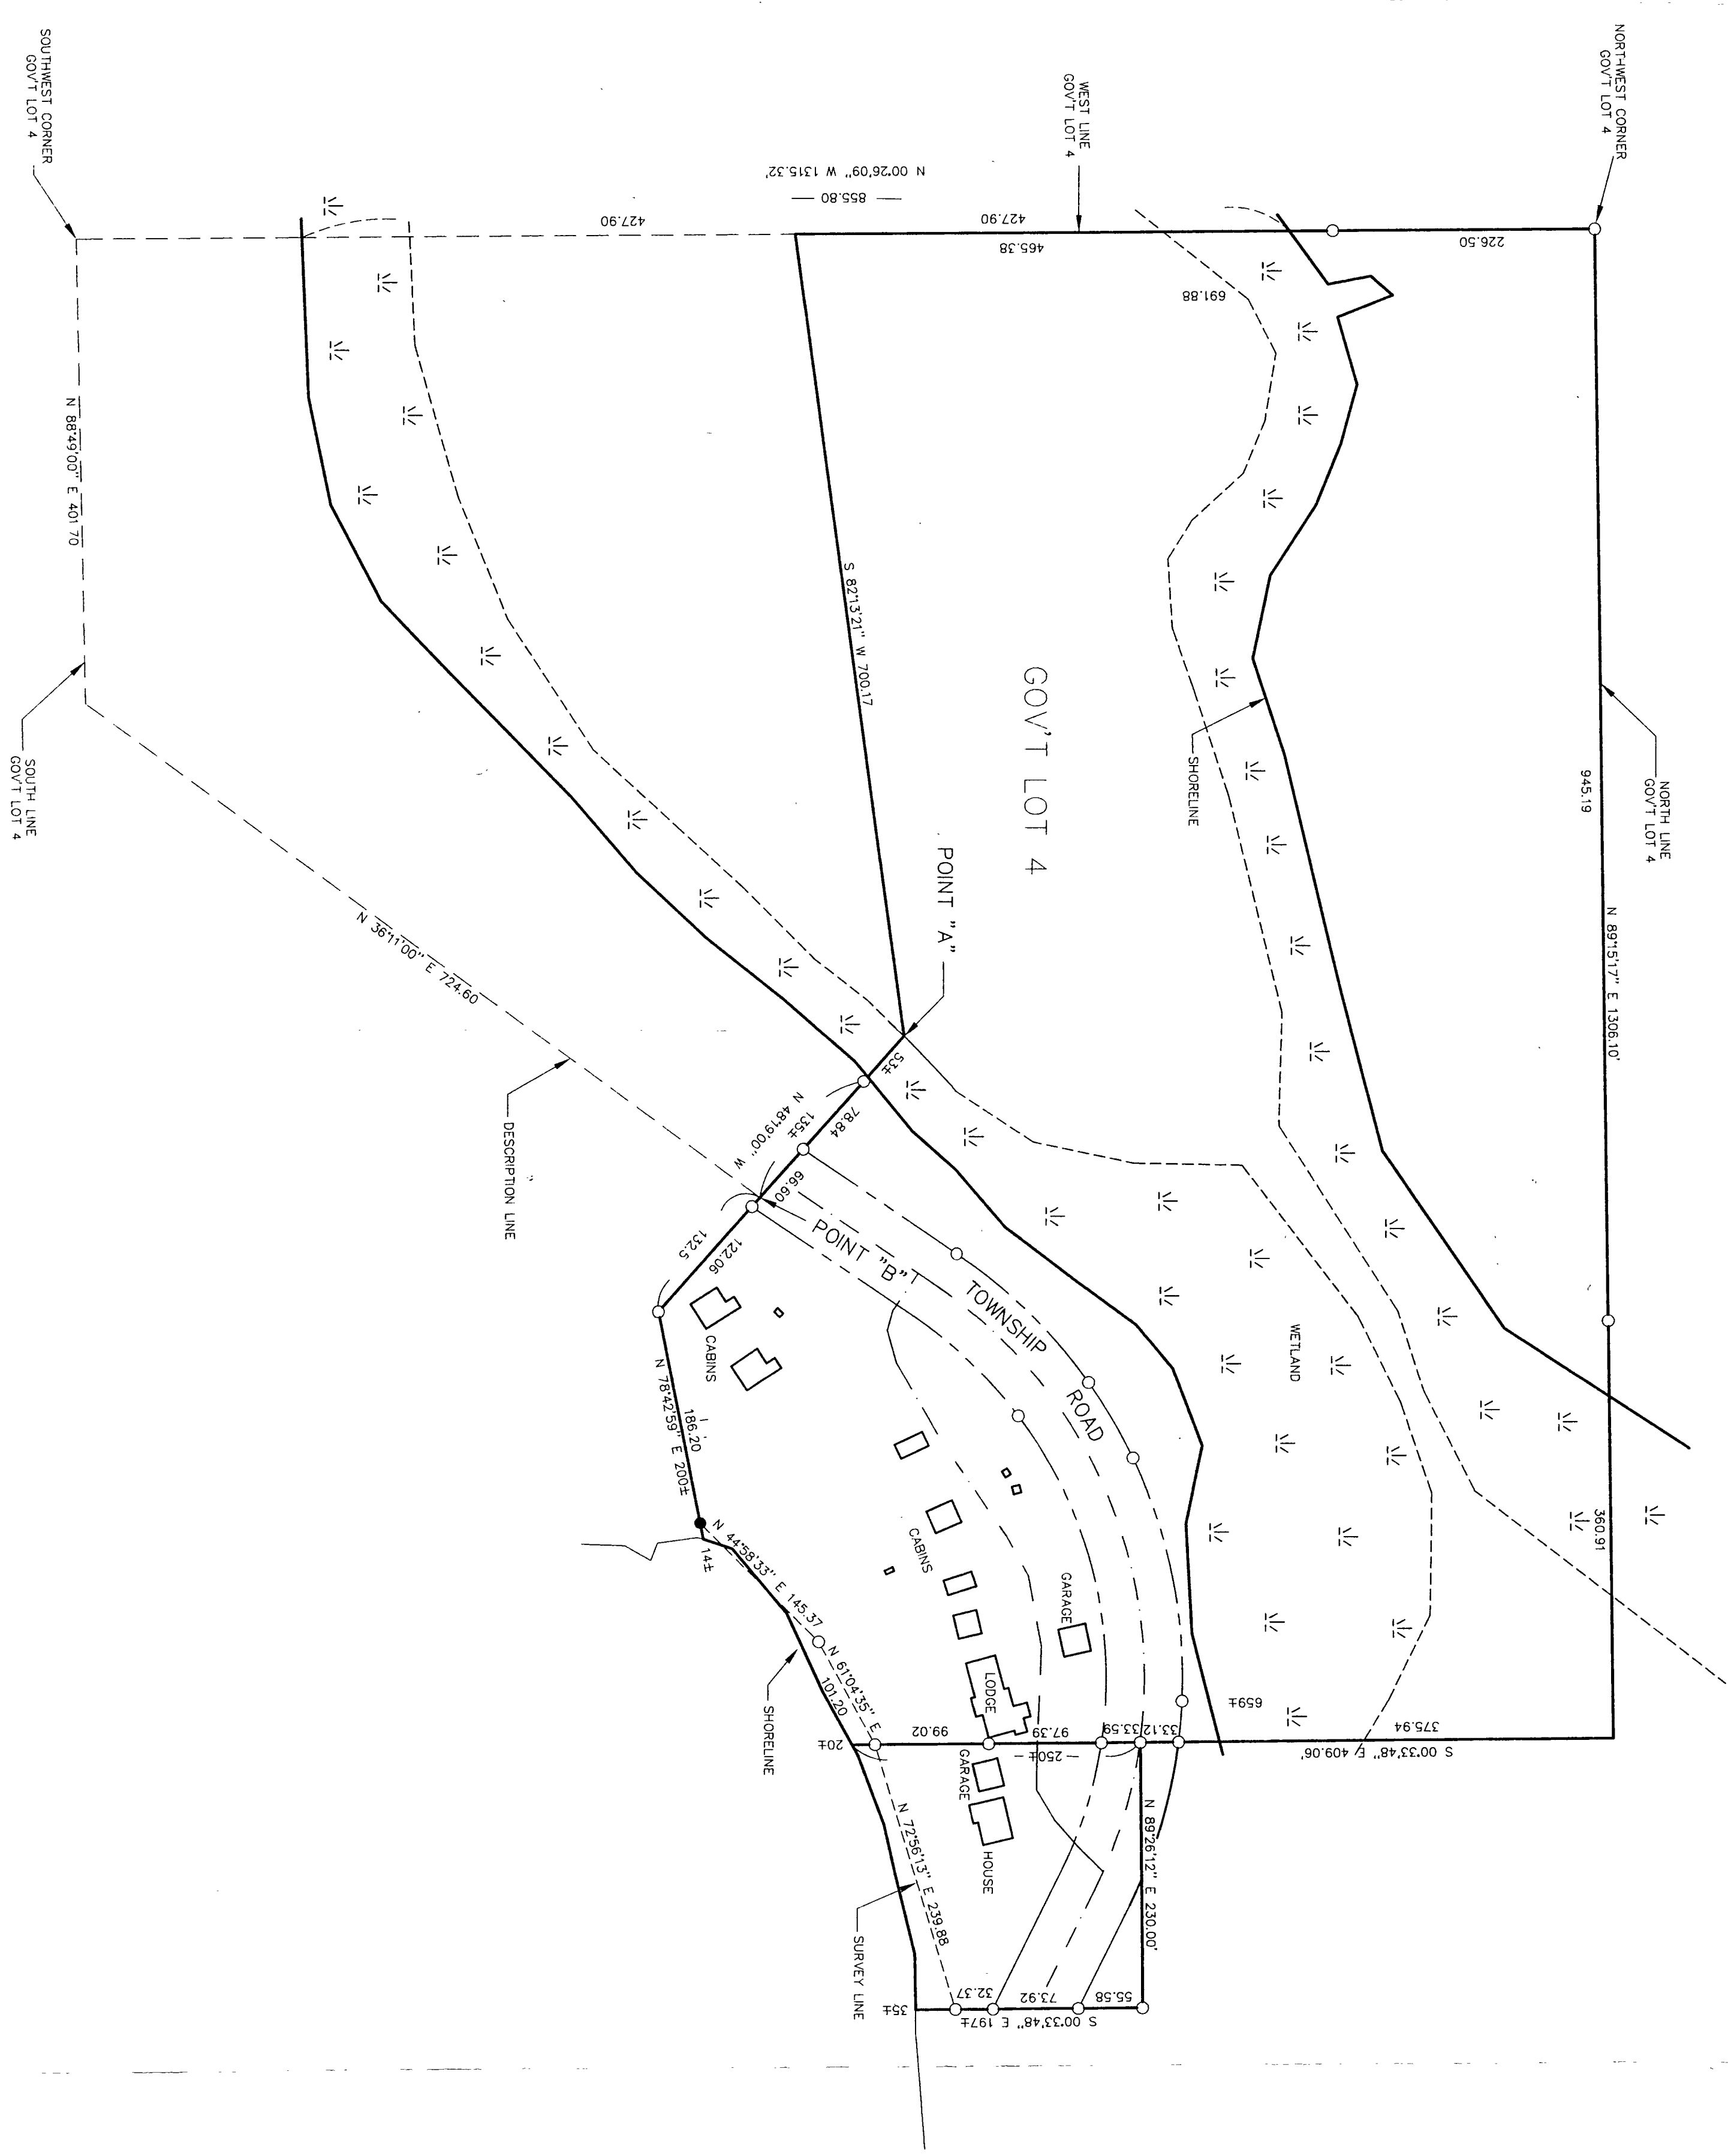 NORTHWEST CORNER
GOV'T LOT 4
NORTH LINE
GOV'T LOT 4
945.19
N 89°15'17" E 1306.10'
360.91
226.50
WEST LINE
GOV'T LOT 4
465.38
427.90
691.88
855.80
N 00°26'09" W 1315.32'
427.90
SOUTHWEST CORNER
GOV'T LOT 4
N 88°49'00" E 401.70
SOUTH LINE
GOV'T LOT 4
N 36°11'00" E 724.60
DESCRIPTION LINE
S 82°13'21" W 700.17
GOV'T LOT 4
SHORELINE
POINT "A"
53±
78.84
135±
N 48°19'00" W
66.60
POINT "B"
132.5
122.06
TOWNSHIP
ROAD
WETLAND
CABINS
N 78°42'59" E 200±
186.20
14±
N 44°58'33" E 145.37
N 61°04'35" E
101.20
SHORELINE
CABINS
GARAGE
LODGE
GARAGE
HOUSE
20±
99.02
97.39
250±
33.59
33.12
659±
375.94
S 00°33'48" E 409.06'
N 89°26'12" E 230.00'
N 72°56'13" E 239.88
SURVEY LINE
35±
32.37
73.92
55.58
S 00°33'48" E 197±